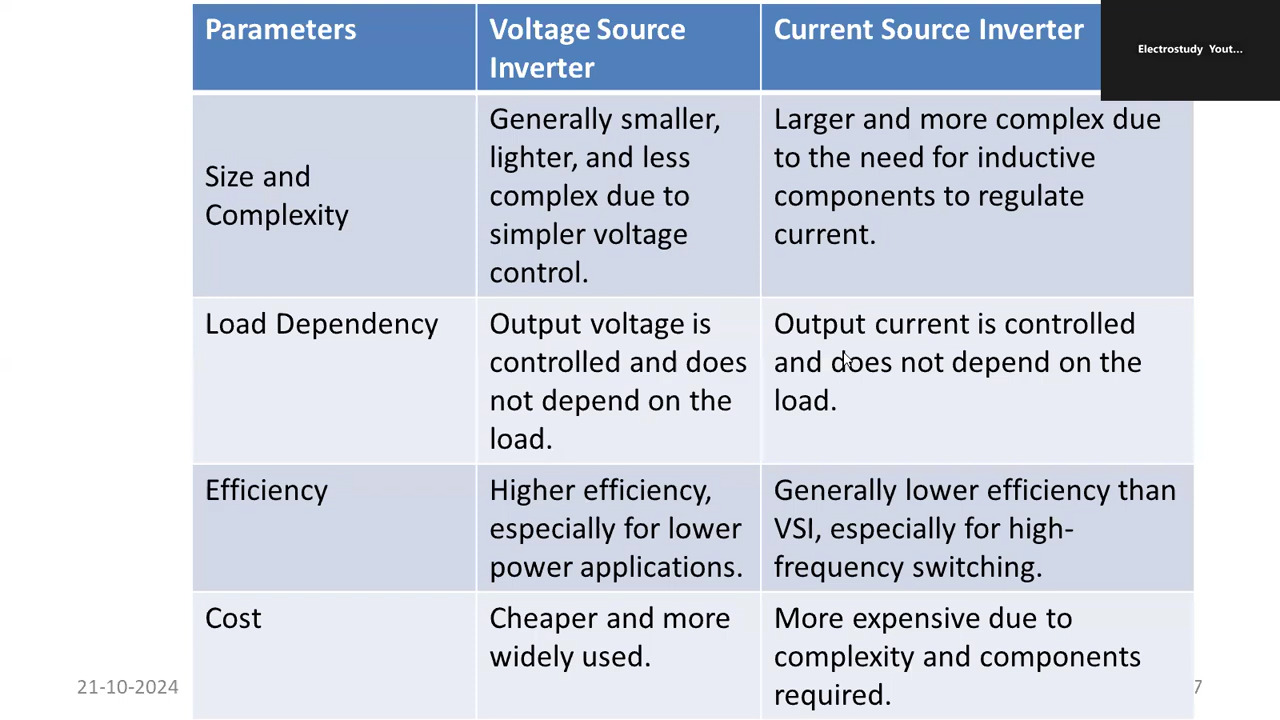 Parameters
Voltage Source
Inverter
Current Source Inverter
Electrostudy Yout...
Size and
Complexity
Generally smaller,
lighter, and less
complex due to
simpler voltage
control.
Larger and more complex due
to the need for inductive
components to regulate
current.
Load Dependency
Output voltage is
controlled and does
not depend on the
load.
Output current is controlled
and does not depend on the
load.
Efficiency
Higher efficiency,
especially for lower
power applications.
Generally lower efficiency than
VSI, especially for high-
frequency switching.
Cost
Cheaper and more
widely used.
More expensive due to
complexity and components
required.
21-10-2024
7